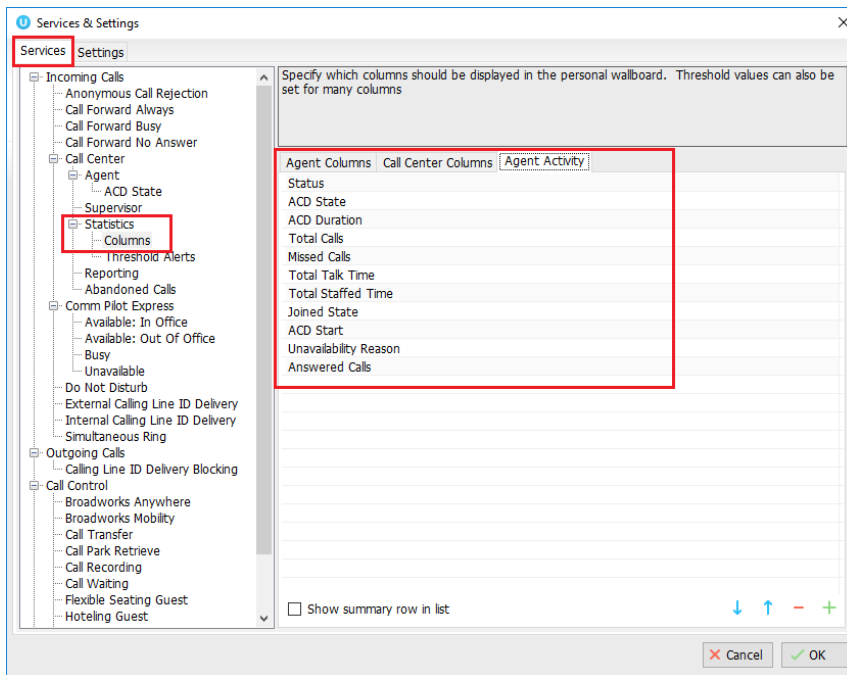 Services & Settings
Services Settings
Incoming Calls
Anonymous Call Rejection
Call Forward Always
Call Forward Busy
Call Forward No Answer
Call Center
Agent
ACD State
Supervisor
Statistics
Columns
Threshold Alerts
Reporting
Abandoned Calls
Comm Pilot Express
Available: In Office
Available: Out Of Office
Busy
Unavailable
Do Not Disturb
External Calling Line ID Delivery
Internal Calling Line ID Delivery
Simultaneous Ring
Outgoing Calls
Calling Line ID Delivery Blocking
Call Control
Broadworks Anywhere
Broadworks Mobility
Call Transfer
Call Park Retrieve
Call Recording
Call Waiting
Flexible Seating Guest
Hoteling Guest
Specify which columns should be displayed in the personal wallboard. Threshold values can also be
set for many columns
Agent Columns Call Center Columns Agent Activity
Status
ACD State
ACD Duration
Total Calls
Missed Calls
Total Talk Time
Total Staffed Time
Joined State
ACD Start
Unavailability Reason
Answered Calls
Show summary row in list
Cancel OK